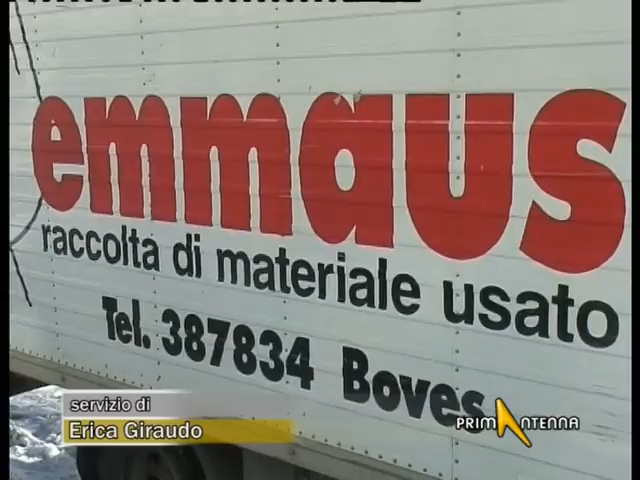 emmaus
raccolta di materiale usato
Tel. 387834 Boves
servizio di
Erica Giraudo
PRIMANTENNA